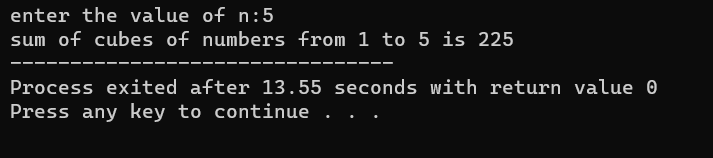 enter the value of n:5
sum of cubes of numbers from 1 to 5 is 225
--------------------------------
Process exited after 13.55 seconds with return value 0
Press any key to continue . . .